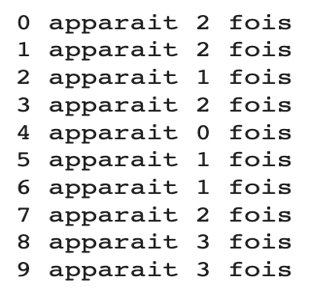 0 apparait 2 fois
1 apparait 2 fois
2 apparait 1 fois
3 apparait 2 fois
4 apparait 0 fois
5 apparait 1 fois
6 apparait 1 fois
7 apparait 2 fois
8 apparait 3 fois
9 apparait 3 fois